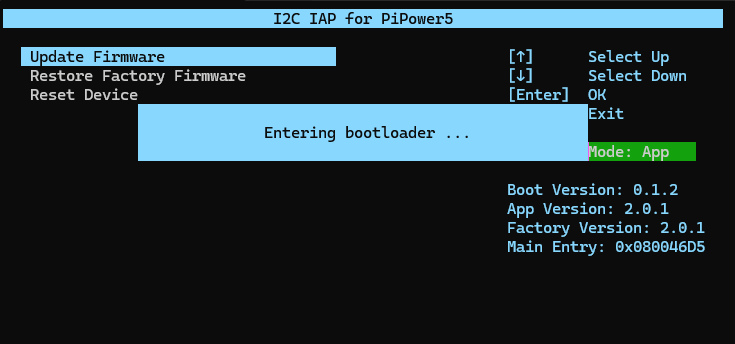 I2C IAP for PiPower5
Update Firmware [↑] Select Up
Restore Factory Firmware [↓] Select Down
Reset Device [Enter] OK
Exit
Entering bootloader ...
Mode: App
Boot Version: 0.1.2
App Version: 2.0.1
Factory Version: 2.0.1
Main Entry: 0x080046D5